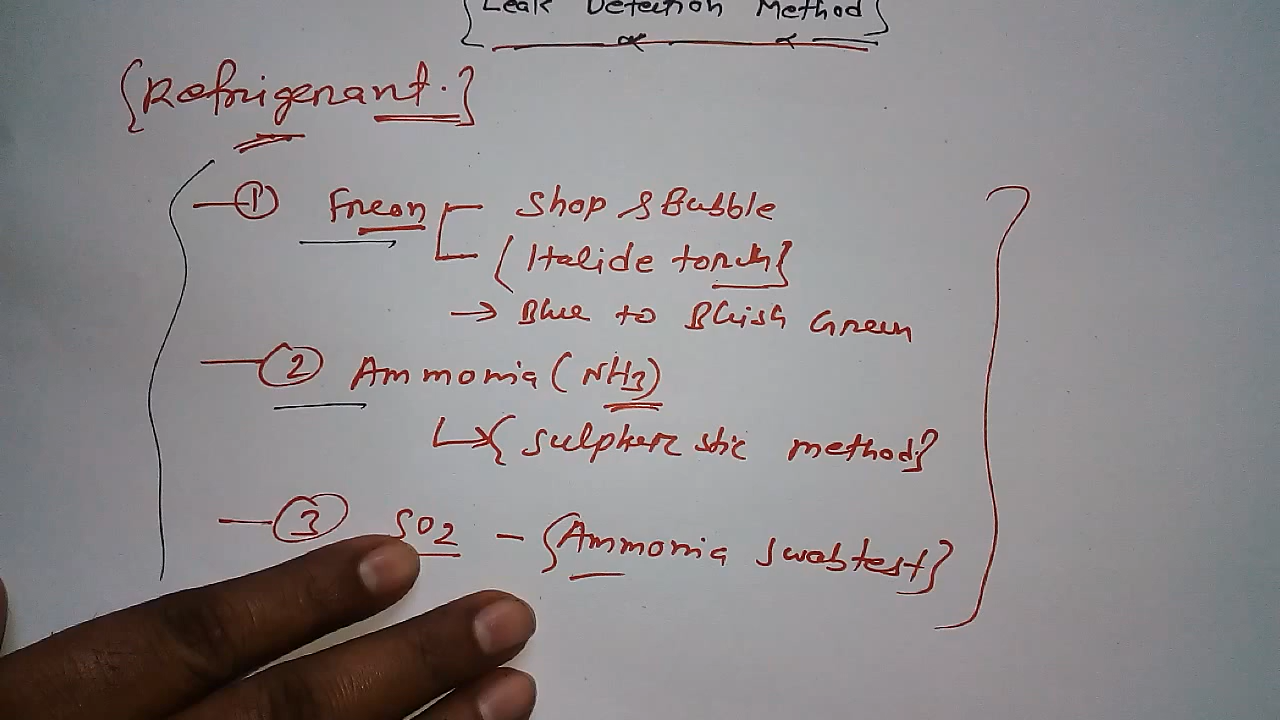 {Leak Detection Method}
{Refrigenant.}
① Freon - Shop & Bubble
{Halide torch}
→ Blue to Bluish Green
② Ammonia (NH3)
↳ {sulpher stic method}
③ SO2 - {Ammonia swabtest}